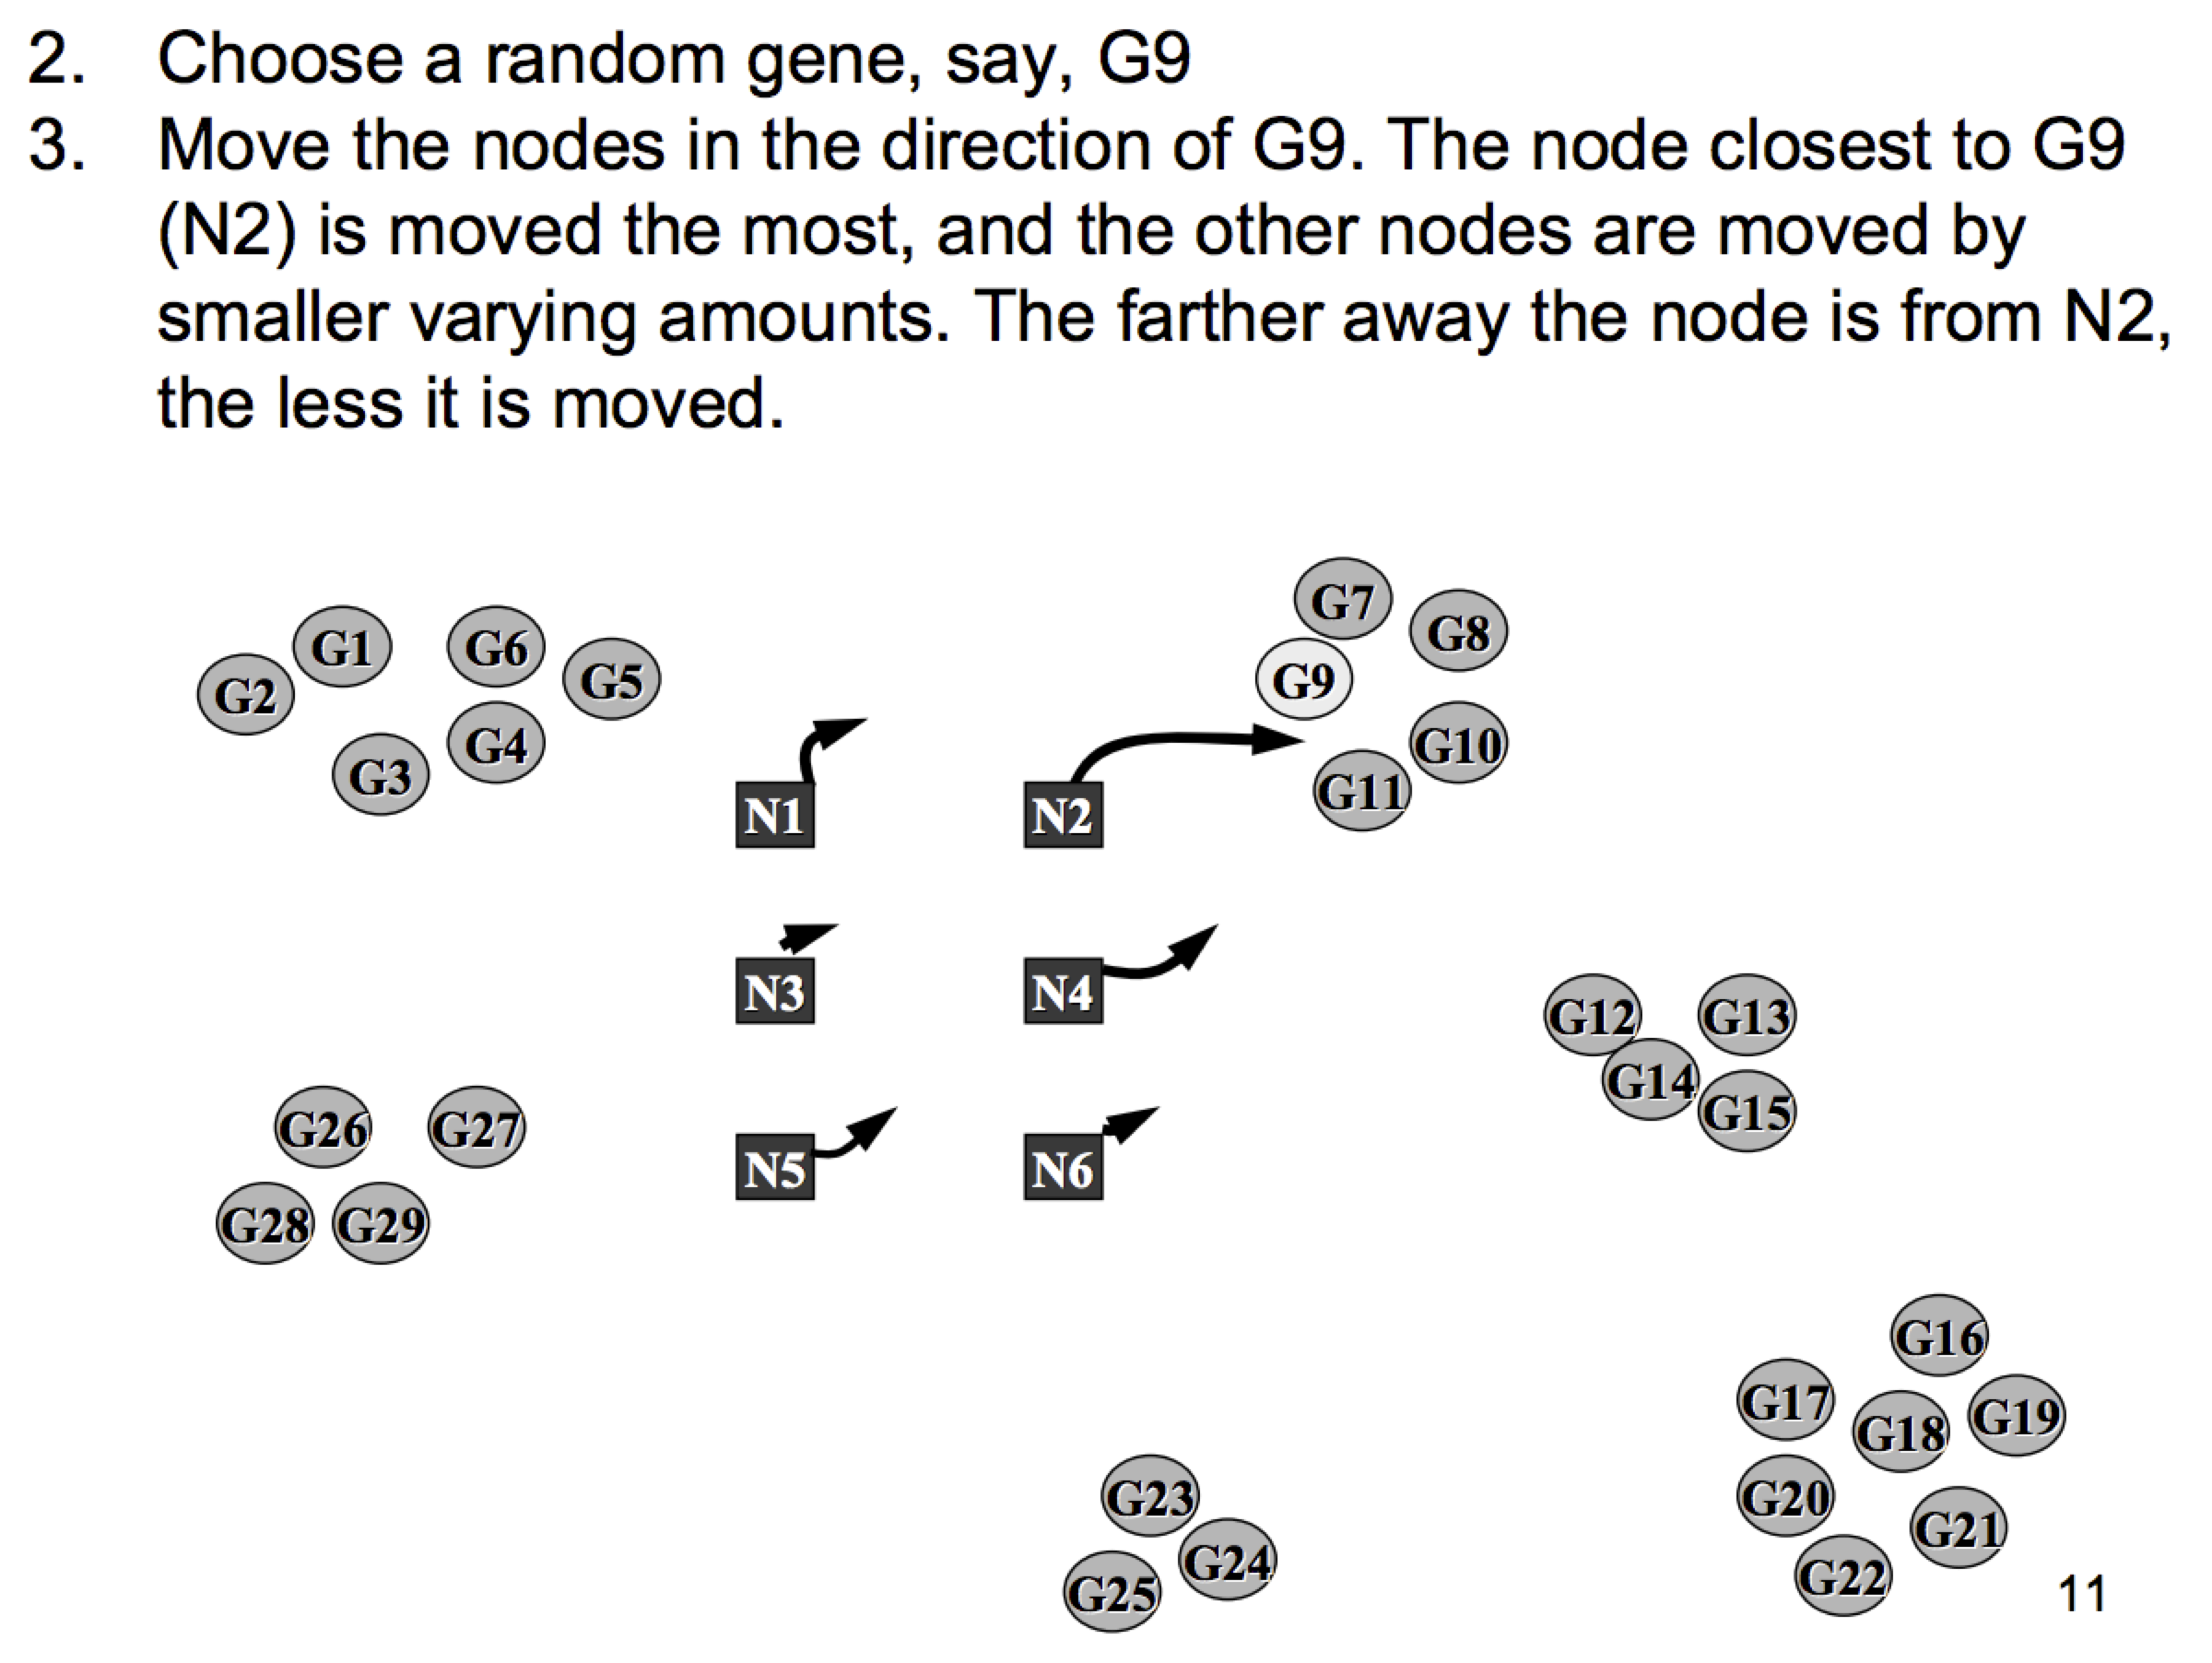 2. Choose a random gene, say, G9
3. Move the nodes in the direction of G9. The node closest to G9
(N2) is moved the most, and the other nodes are moved by
smaller varying amounts. The farther away the node is from N2,
the less it is moved.
G1
G6
G2
G5
G4
G3
G7
G8
G9
G10
G11
N1
N2
N3
N4
N5
N6
G12
G13
G14
G15
G26
G27
G28
G29
G16
G17
G18
G19
G20
G21
G22
G23
G24
G25
11